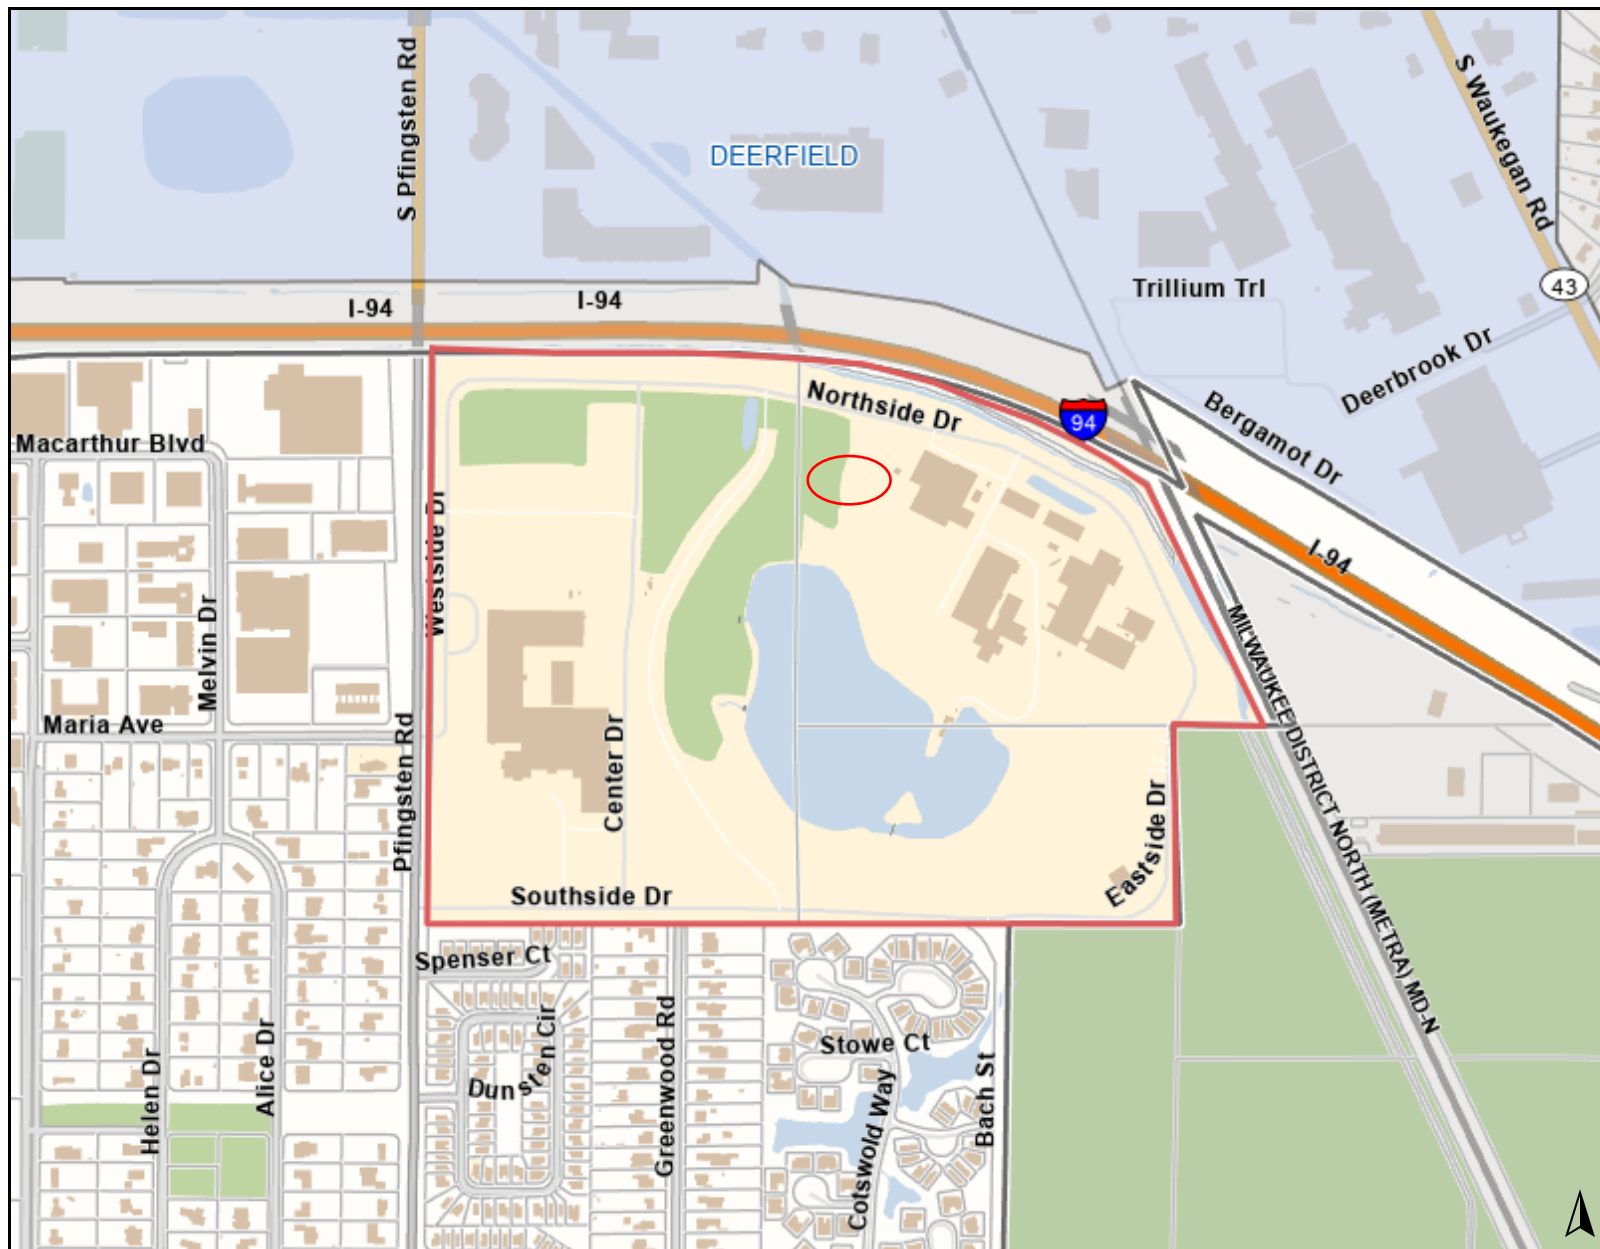 S Pfingsten Rd
DEERFIELD
S Waukegan Rd
I-94
I-94
Trillium Trl
43
Deerbrook Dr
Northside Dr
94
Bergamot Dr
Macarthur Blvd
Westside Dr
I-94
Melvin Dr
MILWAUKEE DISTRICT NORTH (METRA) MD-N
Maria Ave
Pfingsten Rd
Center Dr
Eastside Dr
Southside Dr
Spenser Ct
Dunsten Cir
Greenwood Rd
Stowe Ct
Bach St
Helen Dr
Alice Dr
Cotswold Way